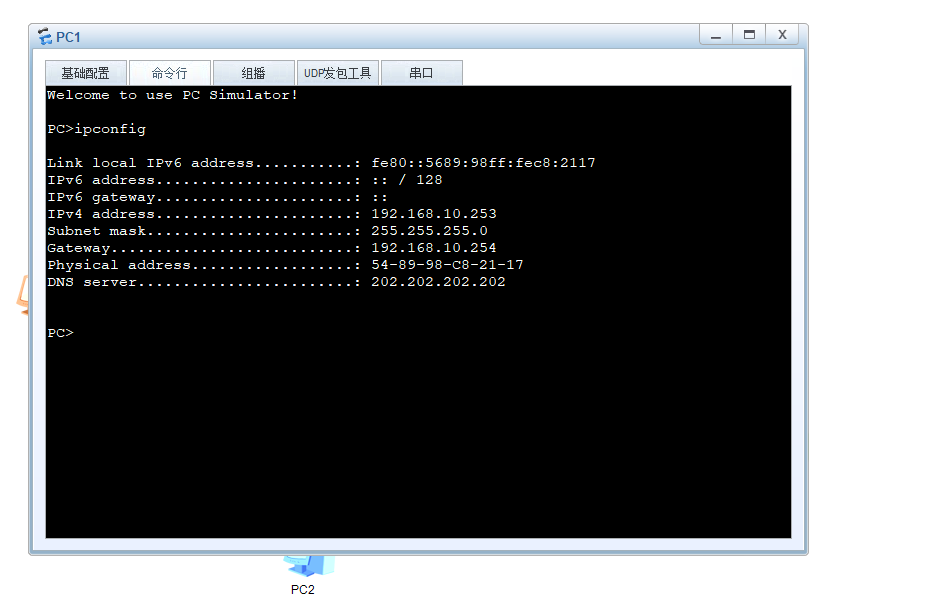 PC1
基础配置 命令行 组播 UDP发包工具 串口
Welcome to use PC Simulator!
PC>ipconfig
Link local IPv6 address...........: fe80::5689:98ff:fec8:2117
IPv6 address......................: :: / 128
IPv6 gateway......................: ::
IPv4 address......................: 192.168.10.253
Subnet mask.......................: 255.255.255.0
Gateway...........................: 192.168.10.254
Physical address..................: 54-89-98-C8-21-17
DNS server........................: 202.202.202.202
PC>
PC2